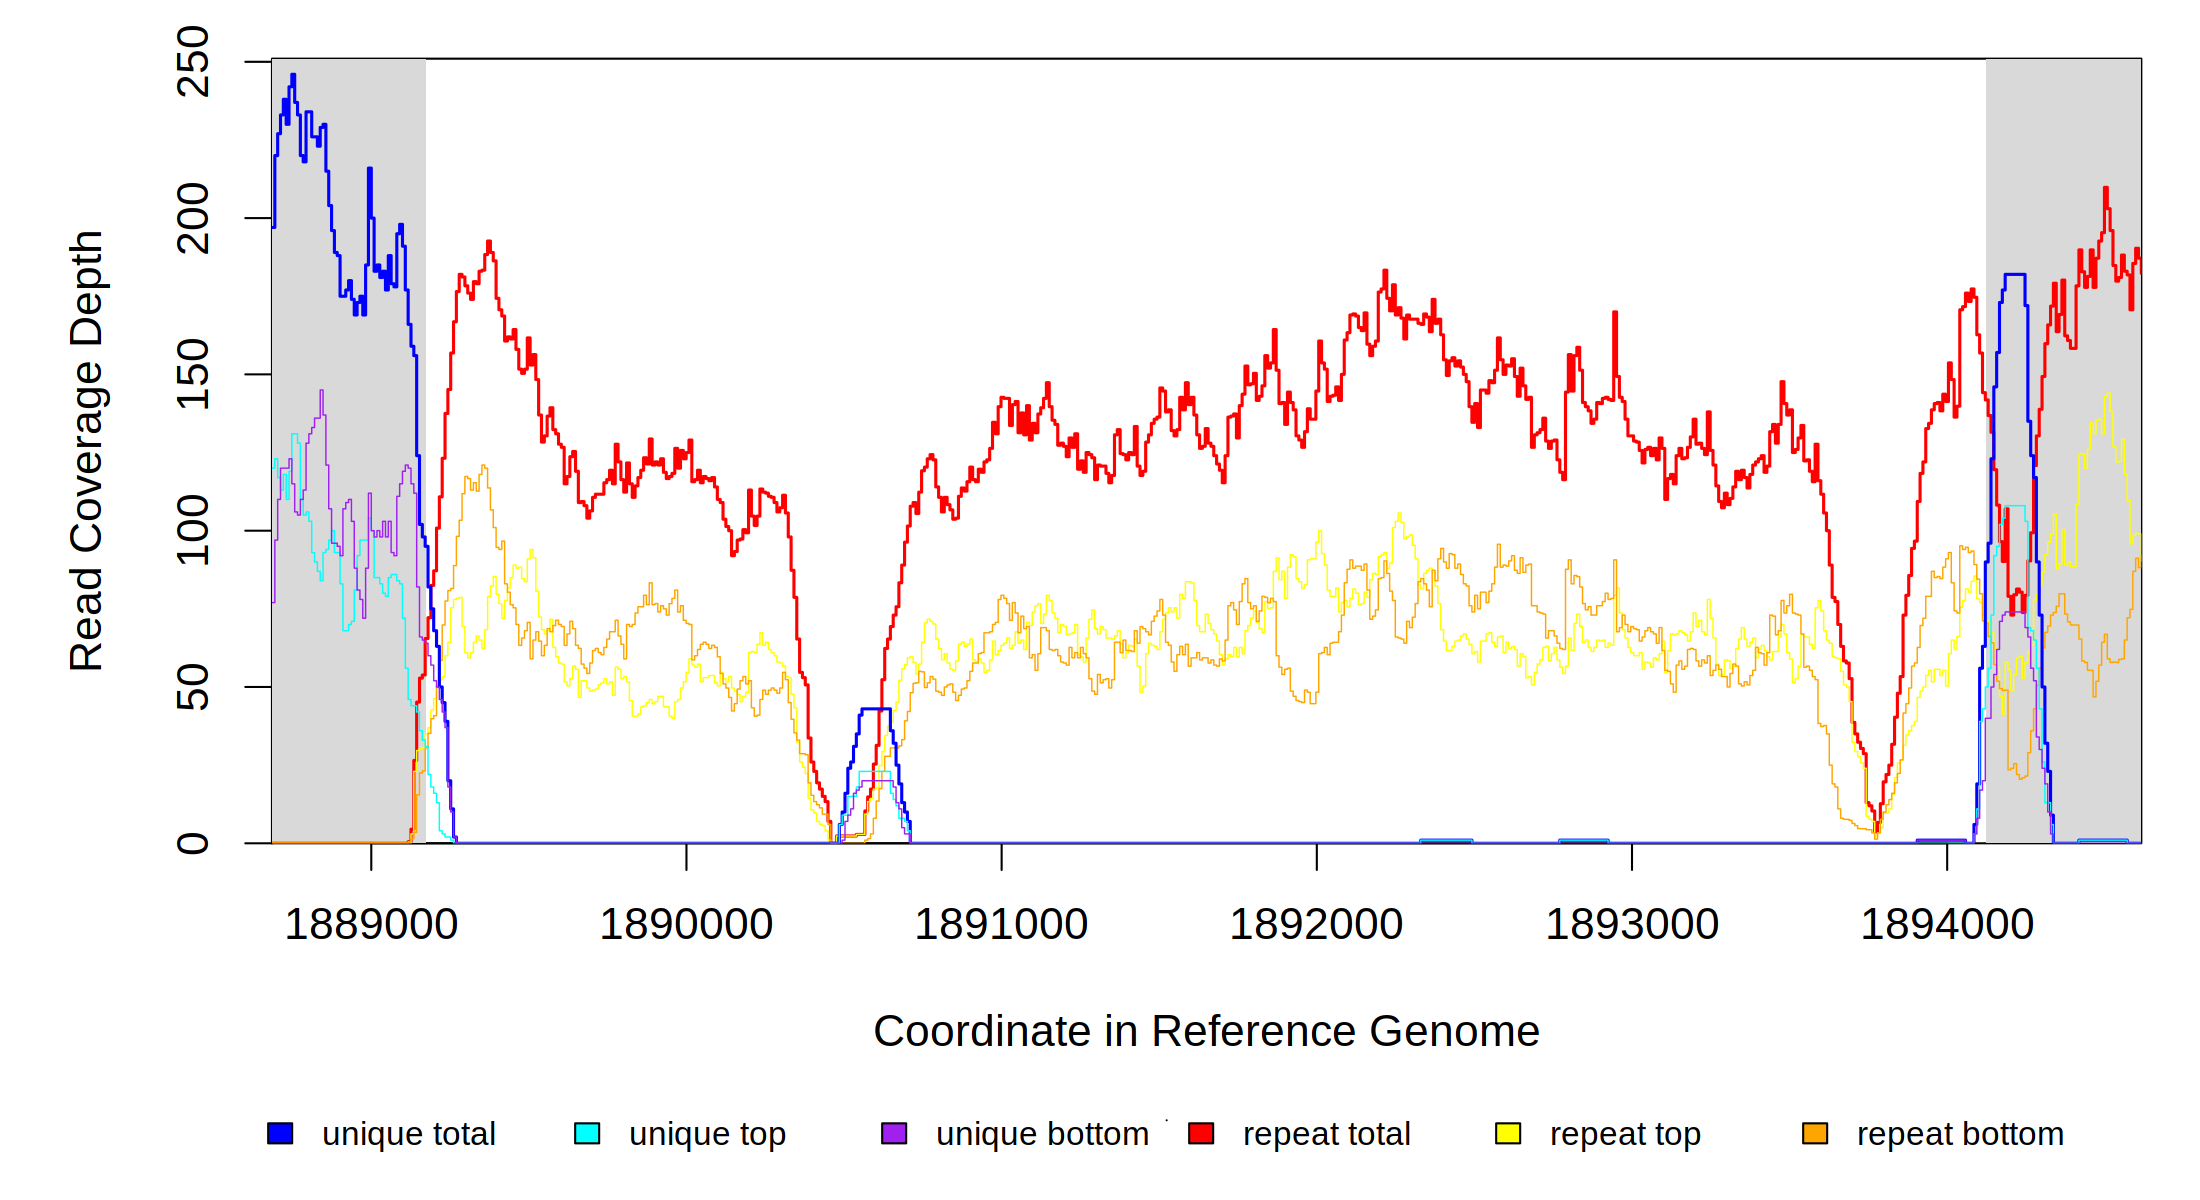 250
200
150
100
50
0
Read Coverage Depth
1889000 1890000 1891000 1892000 1893000 1894000
Coordinate in Reference Genome
unique total unique top unique bottom repeat total repeat top repeat bottom